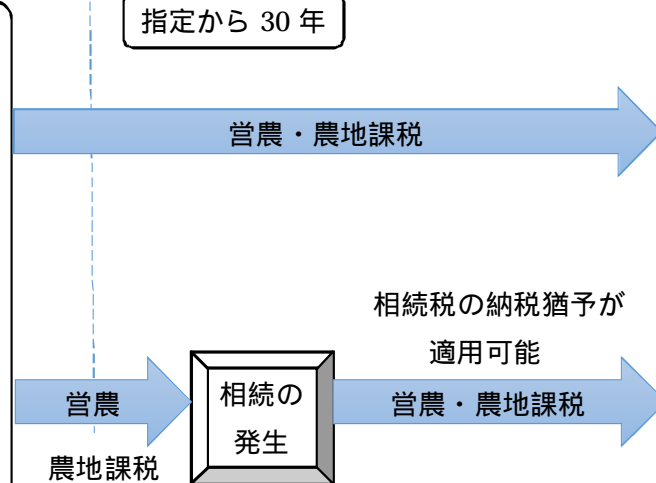 指定から 30 年
営農・農地課税
相続税の納税猶予が
適用可能
営農
相続の
発生
営農・農地課税
農地課税